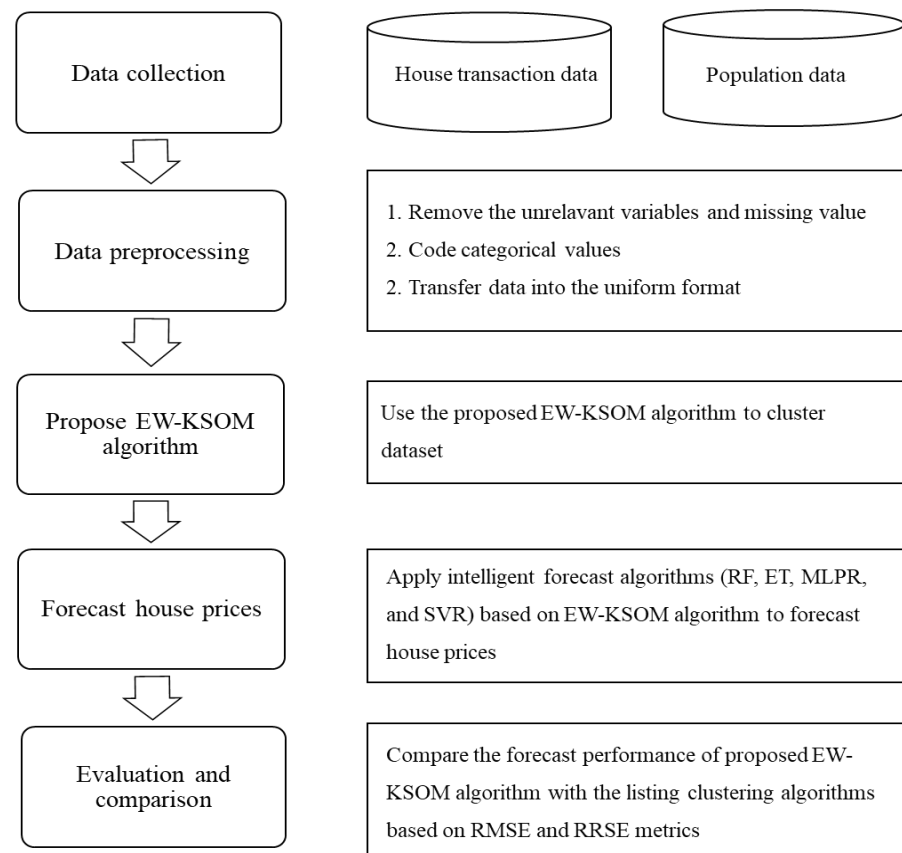 Data collection
House transaction data
Population data
Data preprocessing
1. Remove the unrelavant variables and missing value
2. Code categorical values
2. Transfer data into the uniform format
Propose EW-KSOM
algorithm
Use the proposed EW-KSOM algorithm to cluster
dataset
Forecast house prices
Apply intelligent forecast algorithms (RF, ET, MLPR,
and SVR) based on EW-KSOM algorithm to forecast
house prices
Evaluation and
comparison
Compare the forecast performance of proposed EW-
KSOM algorithm with the listing clustering algorithms
based on RMSE and RRSE metrics